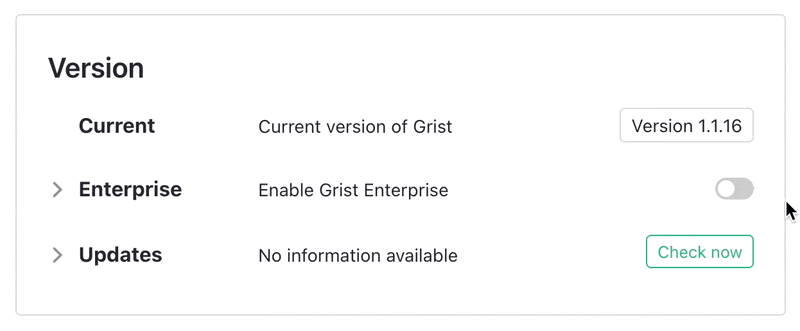 Version
Current Current version of Grist Version 1.1.16
Enterprise Enable Grist Enterprise
Updates No information available Check now